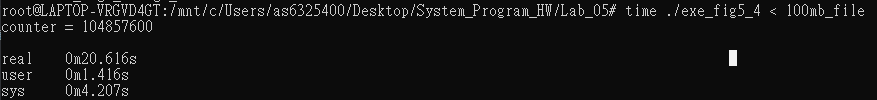 root@LAPTOP-VRGVD4GT:/mnt/c/Users/as6325400/Desktop/System_Program_HW/Lab_05# time ./exe_fig5_4 < 100mb_file
counter = 104857600
real 0m20.616s
user 0m1.416s
sys 0m4.207s